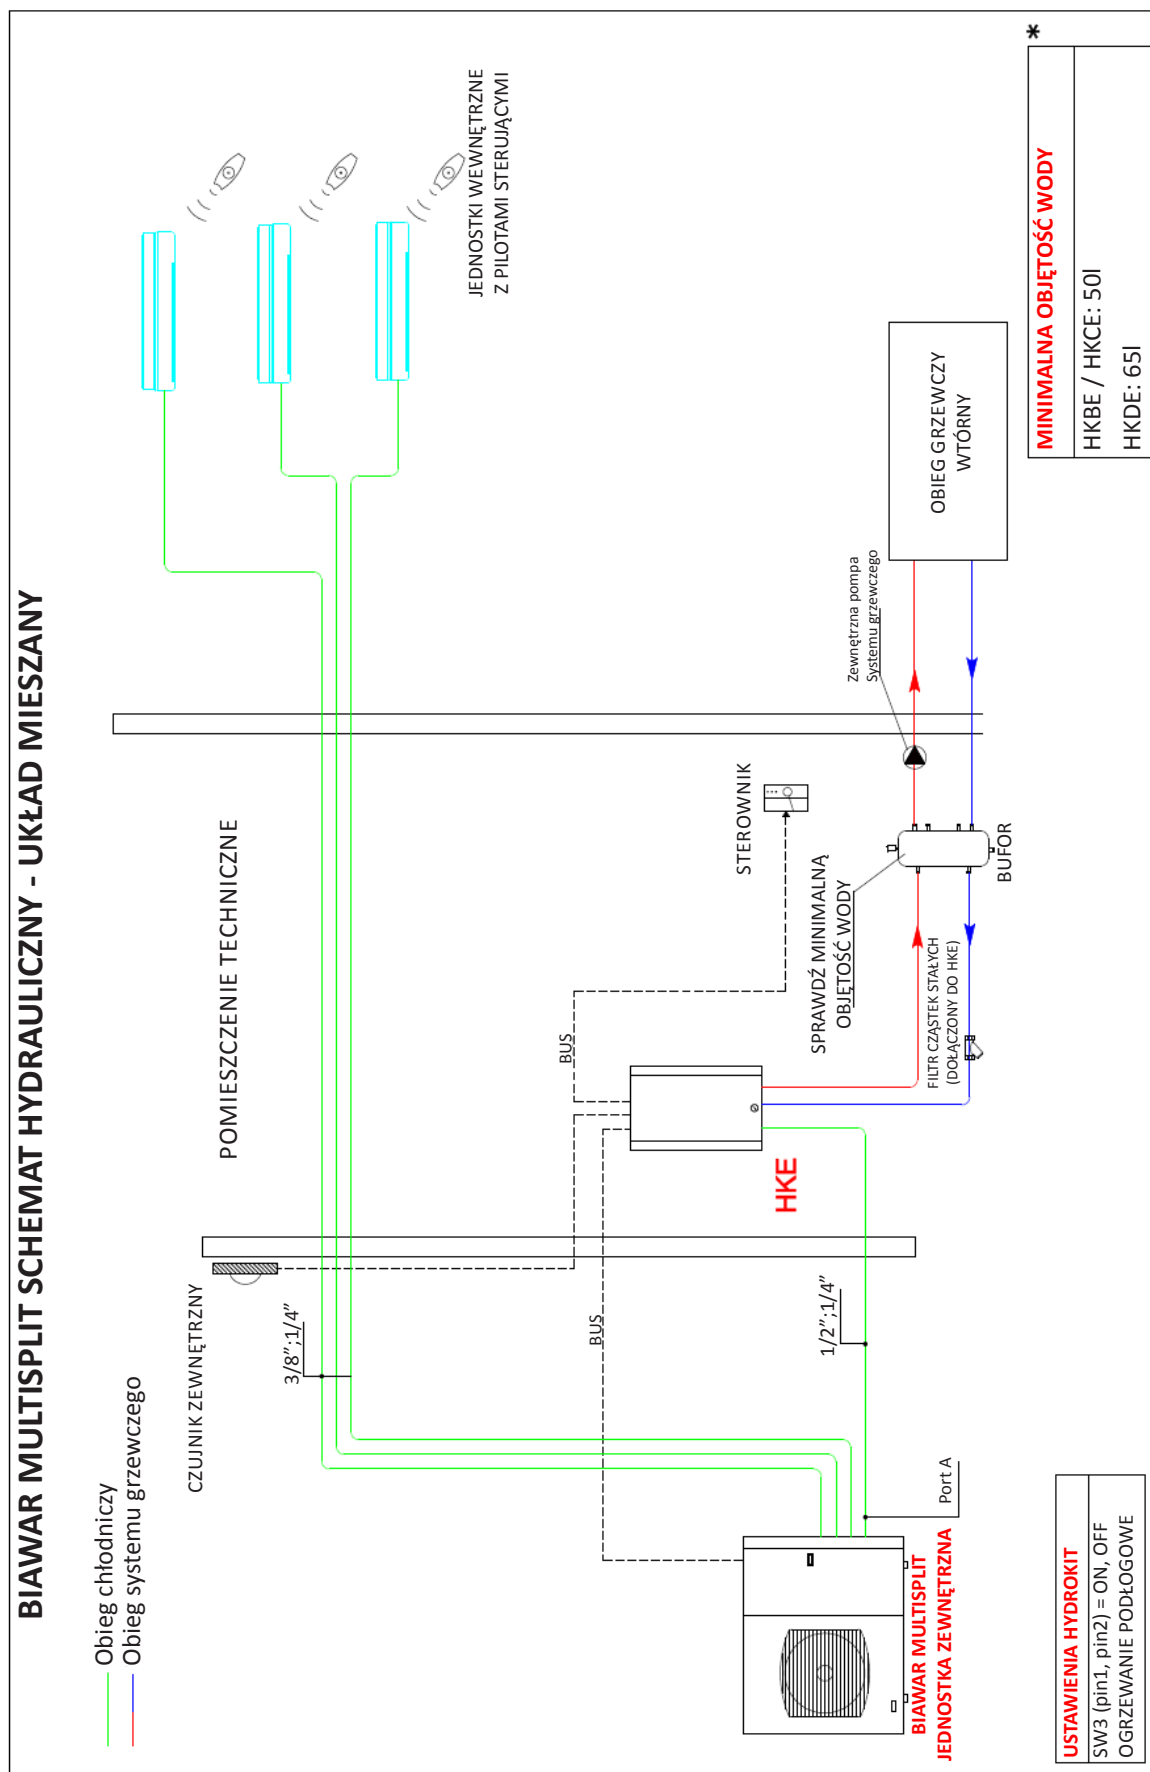 BIAWAR MULTISPLIT SCHEMAT HYDRAULICZNY - UKŁAD MIESZANY
Obieg chłodniczy
Obieg systemu grzewczego
CZUJNIK ZEWNĘTRZNY
POMIESZCZENIE TECHNICZNE
3/8”;1/4”
JEDNOSTKI WEWNĘTRZNE
Z PILOTAMI STERUJĄCYMI
BUS
BUS
STEROWNIK
HKE
1/2”;1/4”
SPRAWDŹ MINIMALNĄ
OBJĘTOŚĆ WODY
Zewnętrzna pompa
Systemu grzewczego
FILTR CZĄSTEK STAŁYCH
(DOŁĄCZONY DO HKE)
BUFOR
OBIEG GRZEWCZY
WTÓRNY
Port A
BIAWAR MULTISPLIT
JEDNOSTKA ZEWNĘTRZNA
USTAWIENIA HYDROKIT
SW3 (pin1, pin2) = ON, OFF
OGRZEWANIE PODŁOGOWE
*
MINIMALNA OBJĘTOŚĆ WODY
HKBE / HKCE: 50l
HKDE: 65l